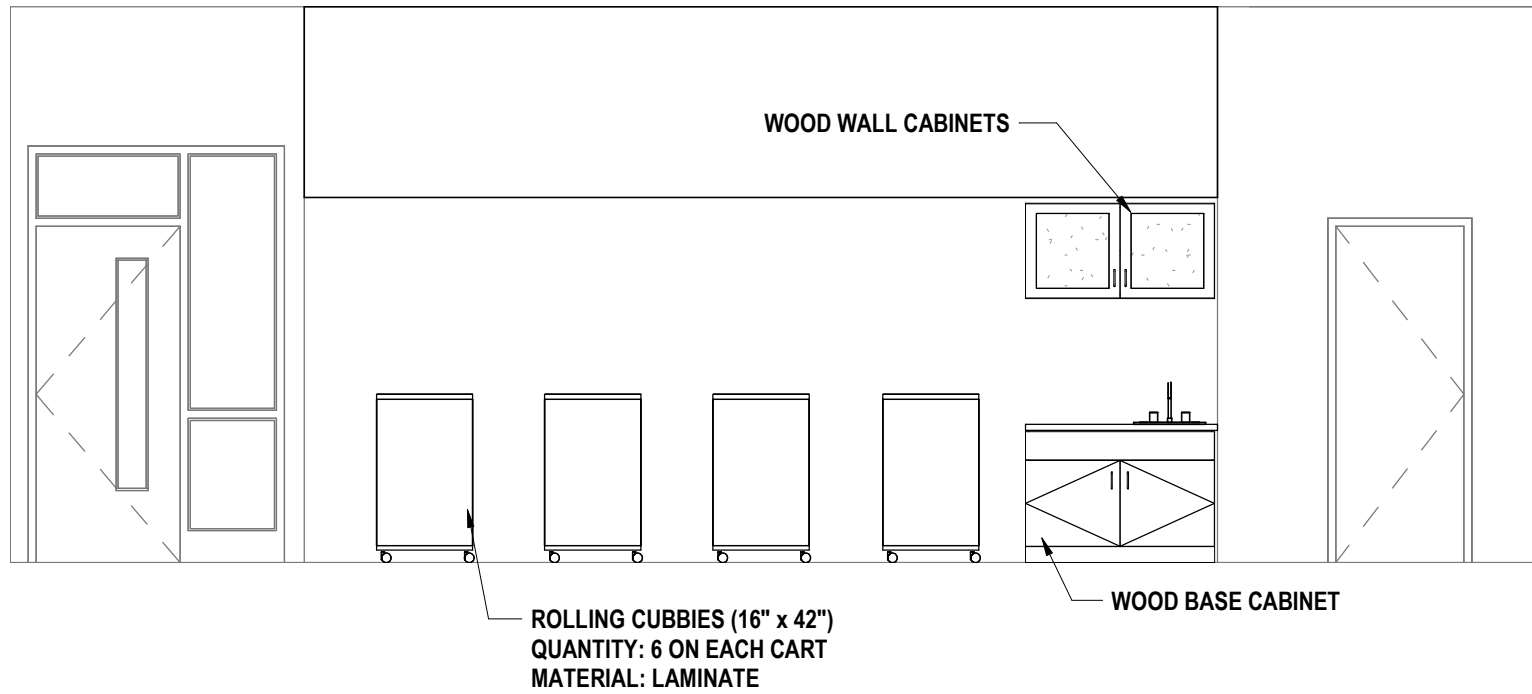 WOOD WALL CABINETS
WOOD BASE CABINET
ROLLING CUBBIES (16" x 42")
QUANTITY: 6 ON EACH CART
MATERIAL: LAMINATE